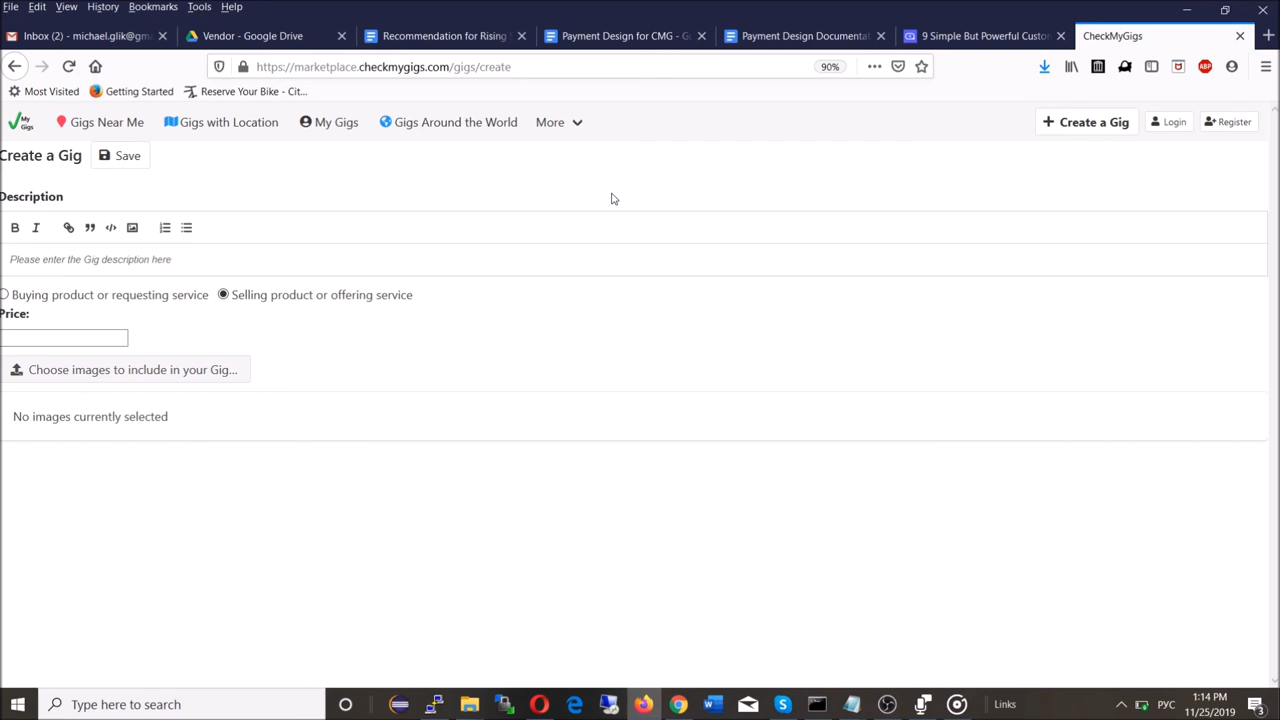 File Edit View History Bookmarks Tools Help
Inbox (2) - michael.glik@gm Vendor - Google Drive Recommendation for Rising Payment Design for CMG - G Payment Design Documenta 9 Simple But Powerful Custo CheckMyGigs
https://marketplace.checkmygigs.com/gigs/create 90%
Most Visited Getting Started Reserve Your Bike - Cit...
My Gigs Gigs Near Me Gigs with Location My Gigs Gigs Around the World More + Create a Gig Login Register
Create a Gig Save
Description
B I
Please enter the Gig description here
Buying product or requesting service Selling product or offering service
Price:
Choose images to include in your Gig...
No images currently selected
Type here to search Links РУС 1:14 PM
11/25/2019 3